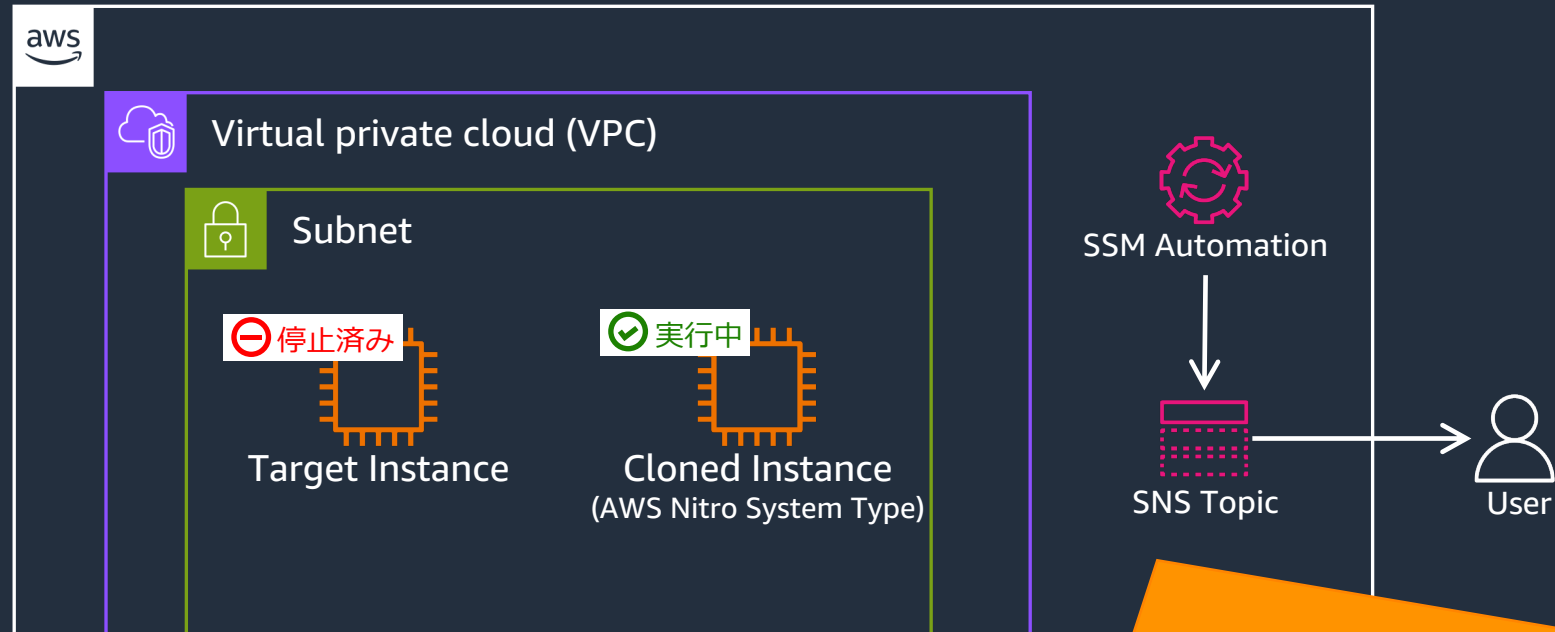 aws
Virtual private cloud (VPC)
Subnet
SSM Automation
停止済み
実行中
Target Instance
Cloned Instance
(AWS Nitro System Type)
SNS Topic
User